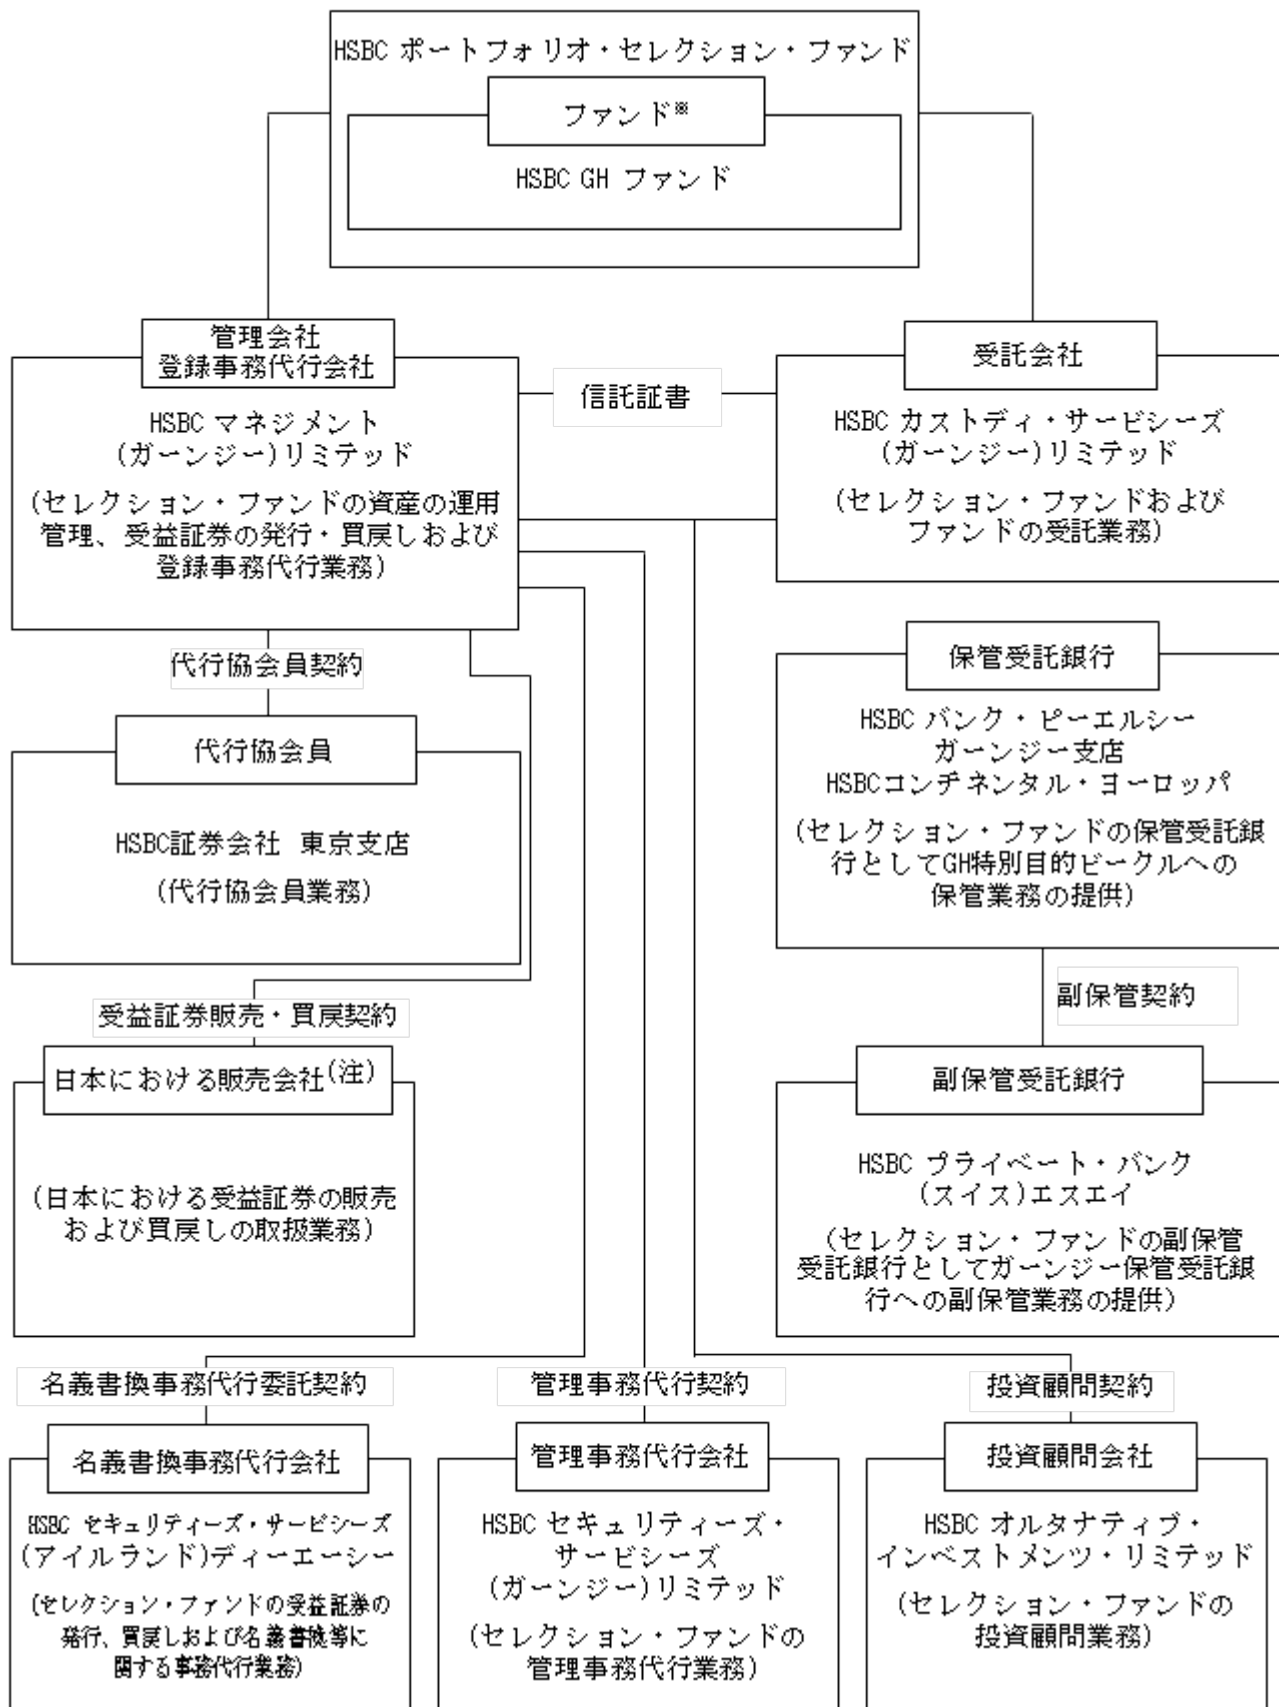 HSBC ポートフォリオ・セレクション・ファンド
ファンド※
HSBC GH ファンド
管理会社
登録事務代行会社
HSBC マネジメント
(ガーンジー)リミテッド
(セレクション・ファンドの資産の運用
管理、受益証券の発行・買戻しおよび
登録事務代行業務)
信託証書
受託会社
HSBC カストディ・サービシーズ
(ガーンジー)リミテッド
(セレクション・ファンドおよび
ファンドの受託業務)
代行協会員契約
代行協会員
HSBC証券会社 東京支店
(代行協会員業務)
保管受託銀行
HSBC バンク・ピーエルシー
ガーンジー支店
HSBCコンチネンタル・ヨーロッパ
(セレクション・ファンドの保管受託銀
行としてGH特別目的ビークルへの
保管業務の提供)
副保管契約
受益証券販売・買戻契約
日本における販売会社(注)
(日本における受益証券の販売
および買戻しの取扱業務)
副保管受託銀行
HSBC プライベート・バンク
(スイス)エスエイ
(セレクション・ファンドの副保管
受託銀行としてガーンジー保管受託銀
行への副保管業務の提供)
名義書換事務代行委託契約
名義書換事務代行会社
HSBC セキュリティーズ・サービシーズ
(アイルランド)ディーエーシー
(セレクション・ファンドの受益証券の
発行、買戻しおよび名義書換等に
関する事務代行業務)
管理事務代行契約
管理事務代行会社
HSBC セキュリティーズ・
サービシーズ
(ガーンジー)リミテッド
(セレクション・ファンドの
管理事務代行業務)
投資顧問契約
投資顧問会社
HSBC オルタナティブ・
インベストメンツ・リミテッド
(セレクション・ファンドの
投資顧問業務)